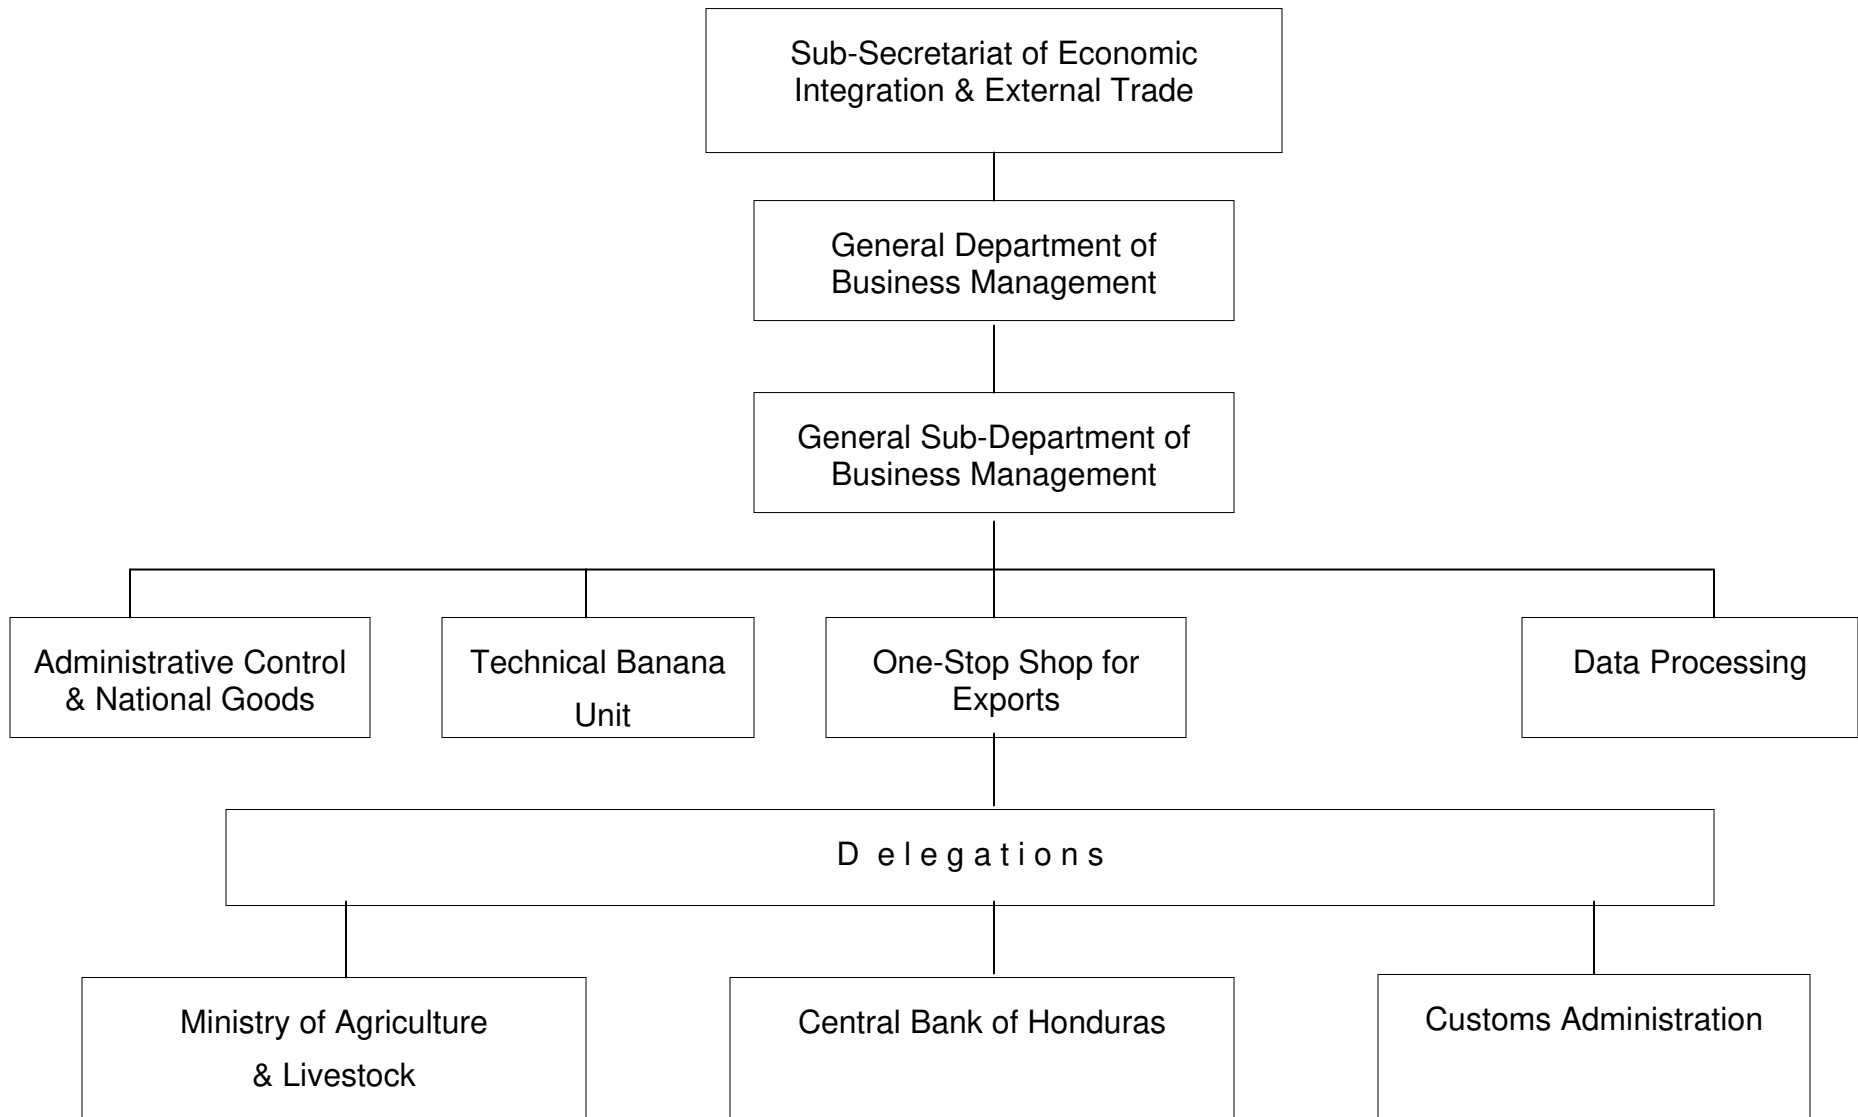 Sub-Secretariat of Economic
Integration & External Trade
General Department of
Business Management
General Sub-Department of
Business Management
Administrative Control
& National Goods
Technical Banana
Unit
One-Stop Shop for
Exports
Data Processing
D e l e g a t i o n s
Ministry of Agriculture
& Livestock
Central Bank of Honduras
Customs Administration